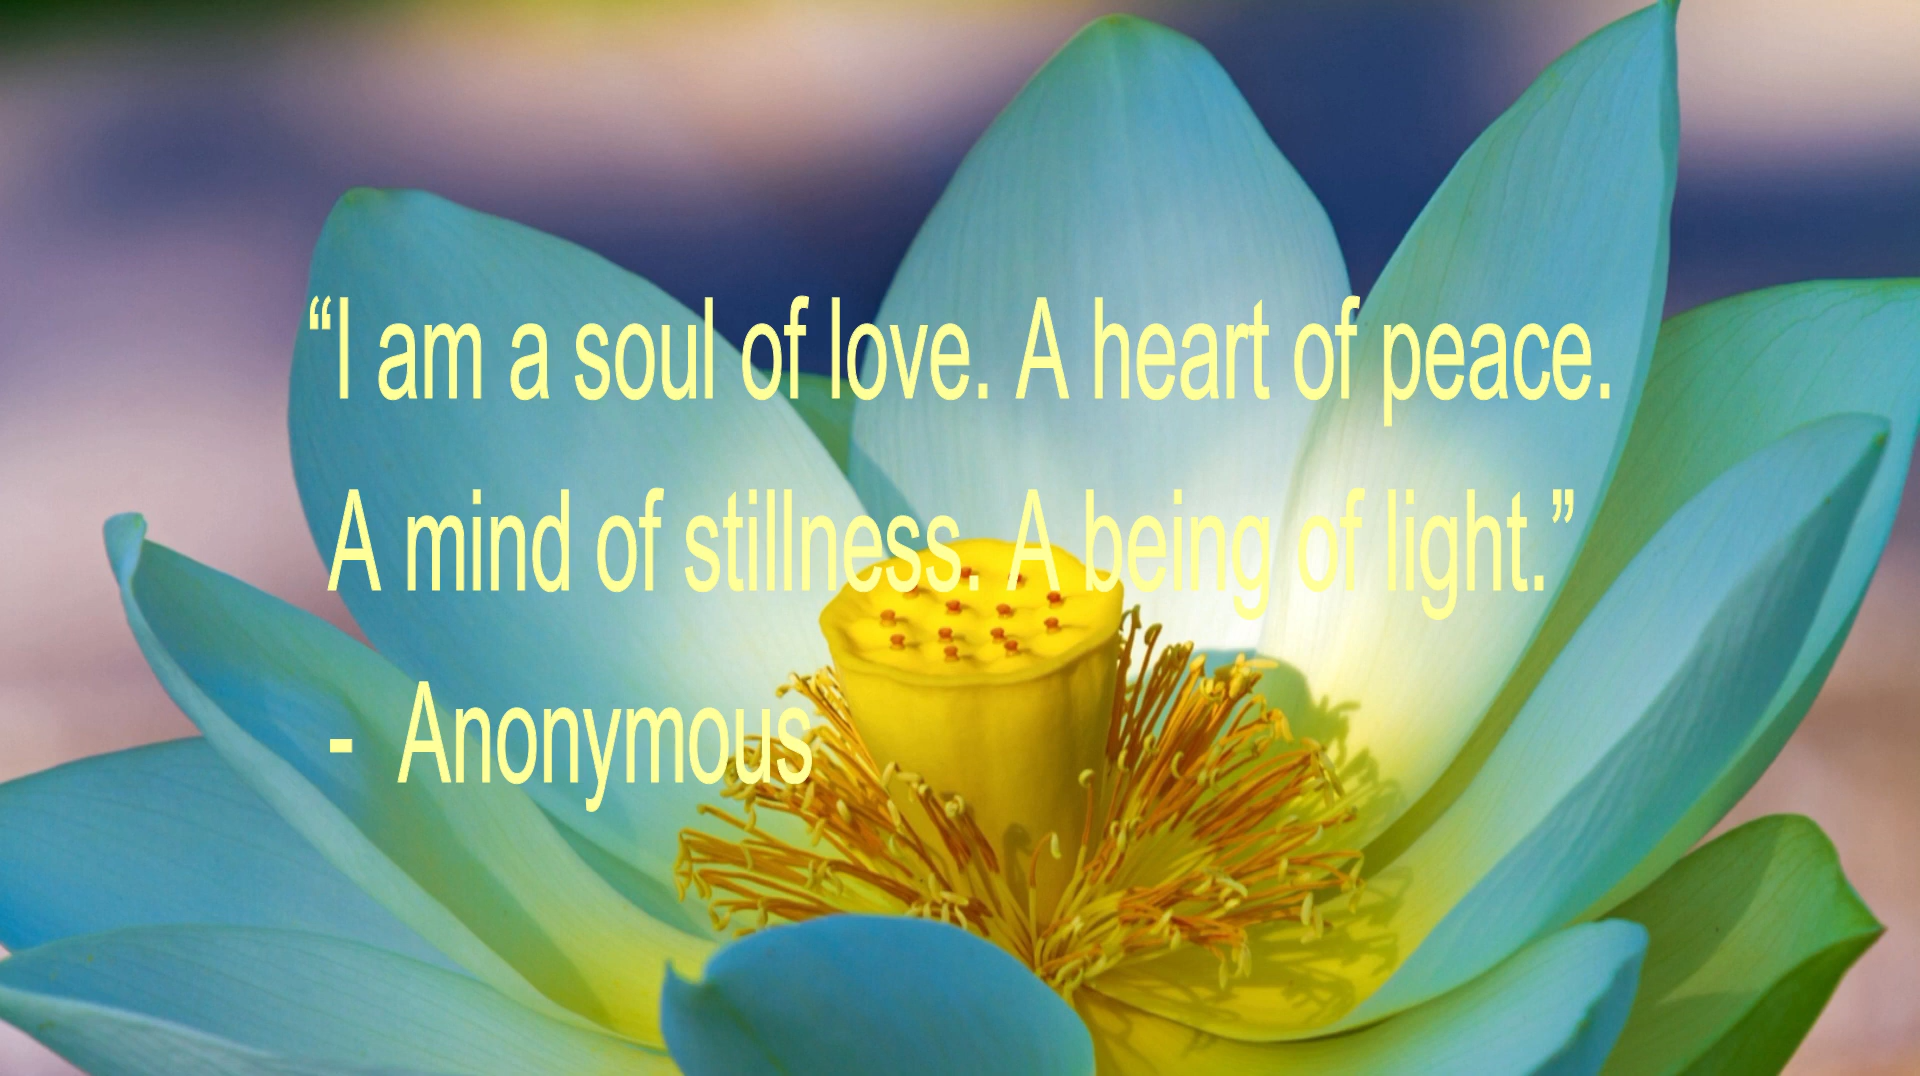 “I am a soul of love. A heart of peace.
A mind of stillness. A being of light.”
- Anonymous